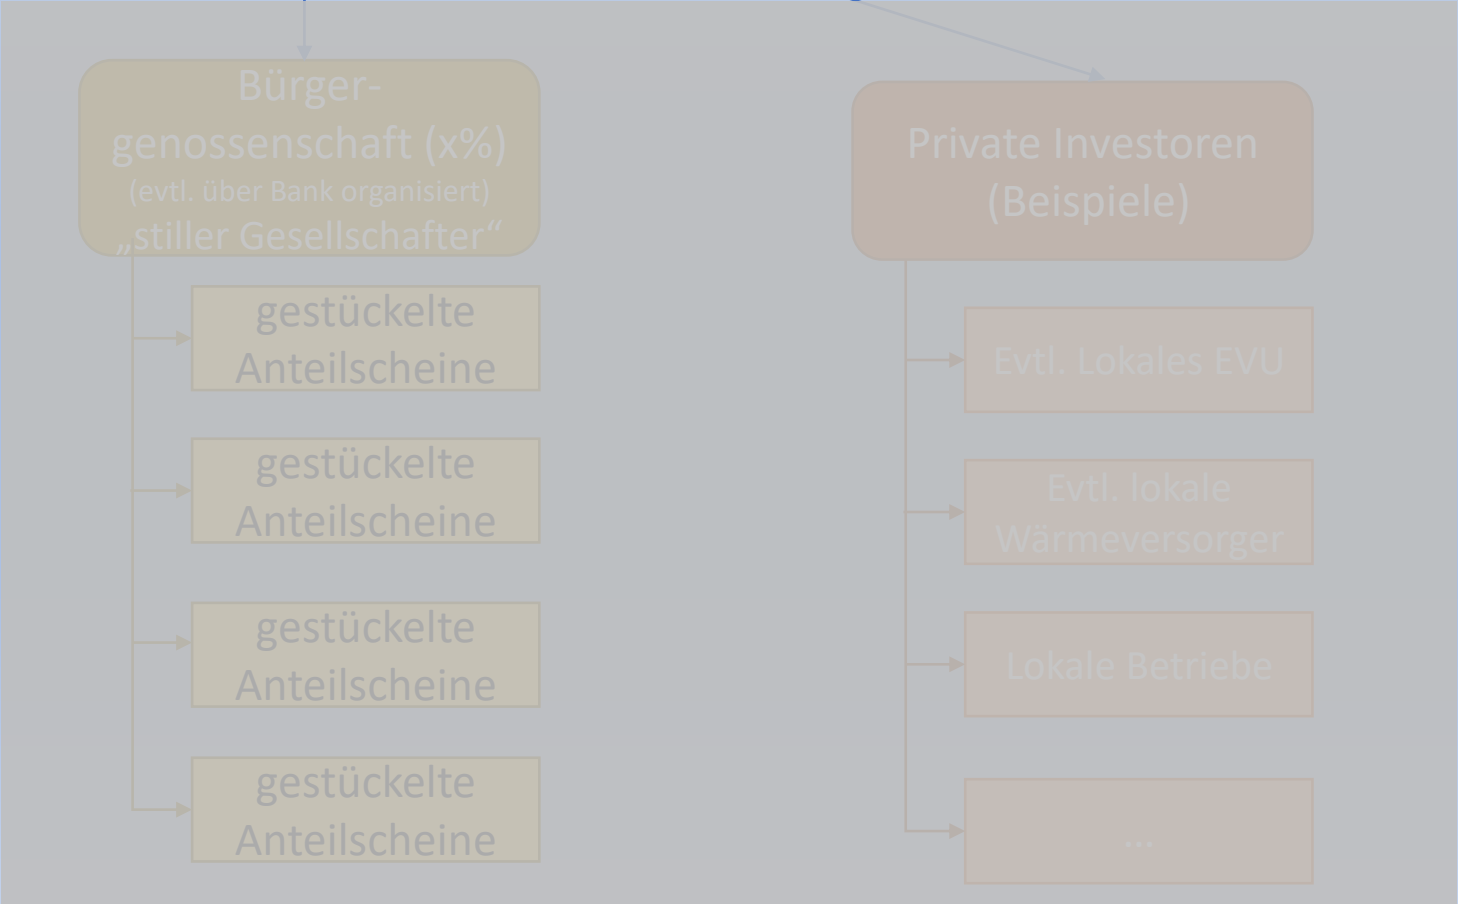 Bürger-
genossenschaft (x%)
(evtl. über Bank organisiert)
„stiller Gesellschafter“
gestückelte
Anteilscheine
gestückelte
Anteilscheine
gestückelte
Anteilscheine
gestückelte
Anteilscheine
Private Investoren
(Beispiele)
Evtl. Lokales EVU
Evtl. lokale
Wärmeversorger
Lokale Betriebe
...